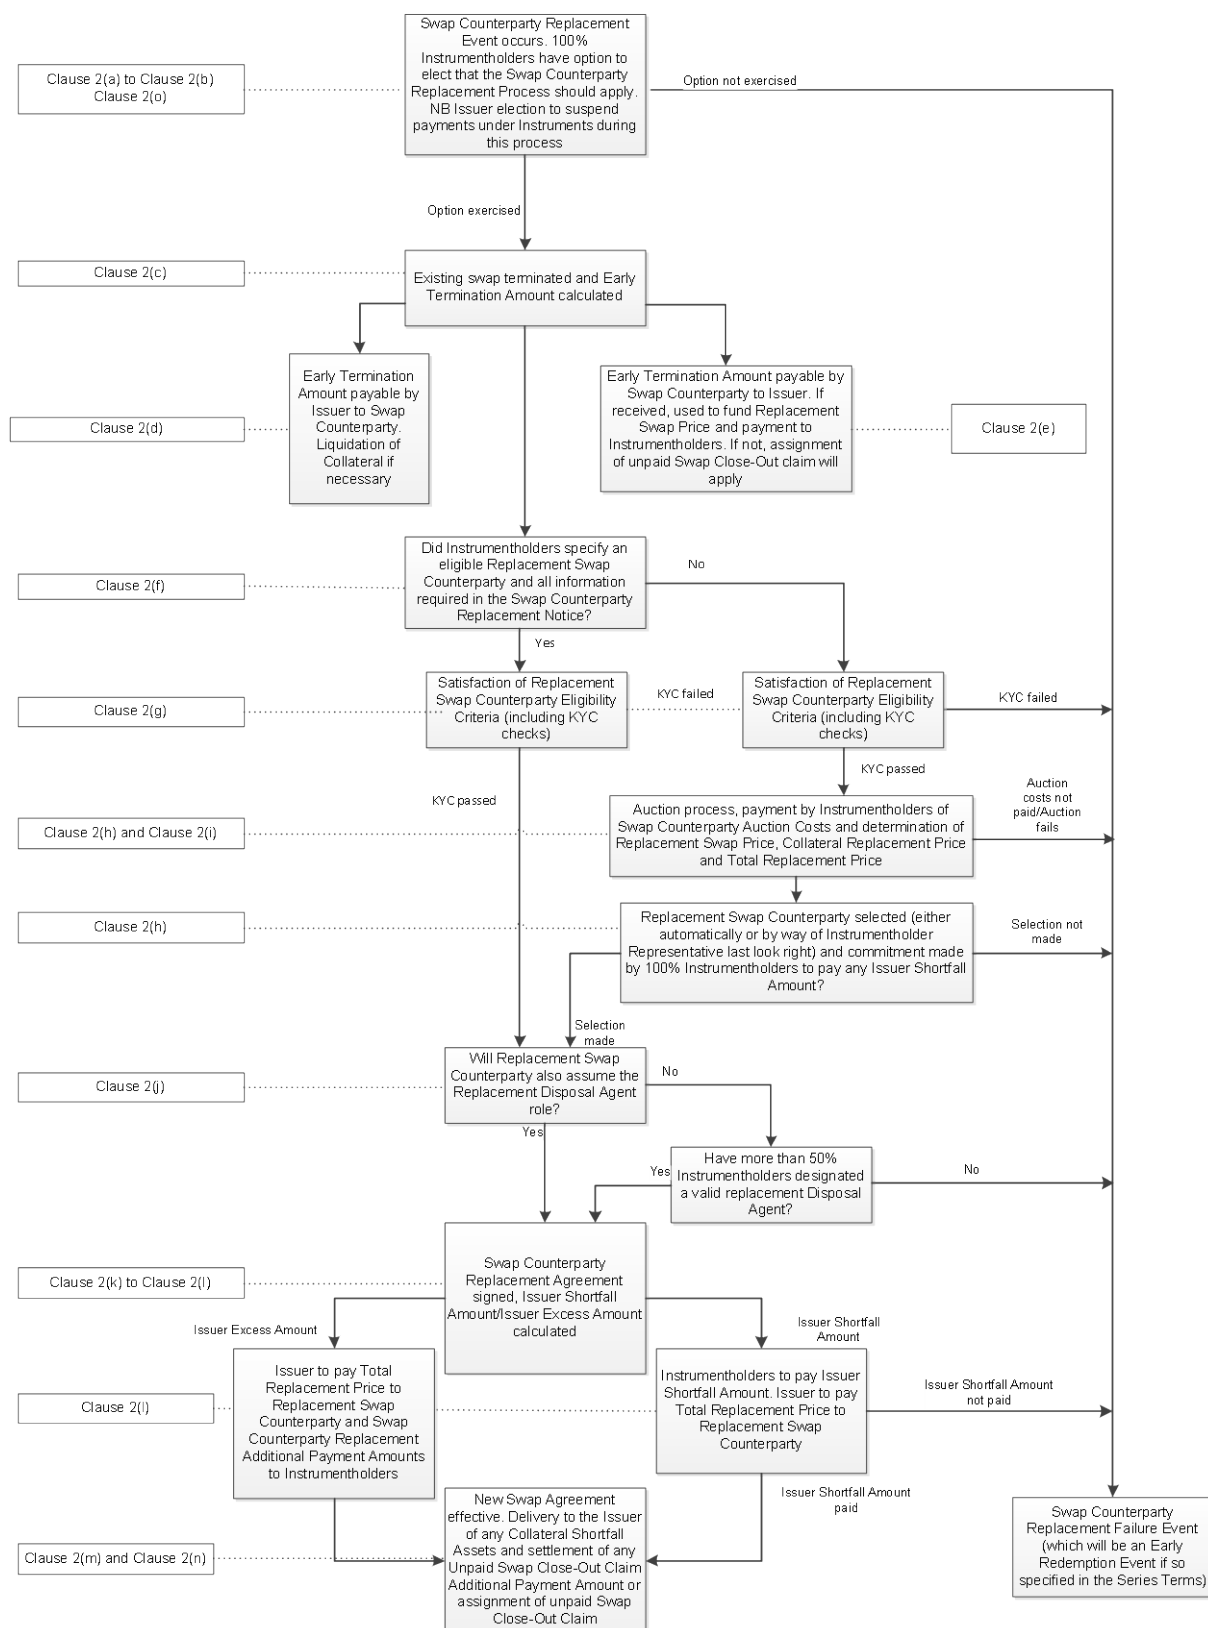 Swap Counterparty Replacement
Event occurs. 100%
Instrumentholders have option to
elect that the Swap Counterparty
Replacement Process should apply.
NB Issuer election to suspend
payments under Instruments during
this process
Clause 2(a) to Clause 2(b)
Clause 2(o)
Option not exercised
Option exercised
Clause 2(c)
Existing swap terminated and Early
Termination Amount calculated
Early Termination
Amount payable by
Issuer to Swap
Counterparty.
Liquidation of
Collateral if
necessary
Early Termination Amount payable by
Swap Counterparty to Issuer. If
received, used to fund Replacement
Swap Price and payment to
Instrumentholders. If not, assignment
of unpaid Swap Close-Out claim will
apply
Clause 2(d)
Clause 2(e)
Did Instrumentholders specify an
eligible Replacement Swap
Counterparty and all information
required in the Swap Counterparty
Replacement Notice?
Clause 2(f)
No
Yes
Clause 2(g)
Satisfaction of Replacement
Swap Counterparty Eligibility
Criteria (including KYC
checks)
KYC failed
Satisfaction of Replacement
Swap Counterparty Eligibility
Criteria (including KYC
checks)
KYC failed
KYC passed
KYC passed
Auction
costs not
paid/Auction
fails
Clause 2(h) and Clause 2(i)
Auction process, payment by Instrumentholders of
Swap Counterparty Auction Costs and determination of
Replacement Swap Price, Collateral Replacement Price
and Total Replacement Price
Clause 2(h)
Replacement Swap Counterparty selected (either
automatically or by way of Instrumentholder
Representative last look right) and commitment made
by 100% Instrumentholders to pay any Issuer Shortfall
Amount?
Selection not
made
Selection
made
Clause 2(j)
Will Replacement Swap
Counterparty also assume the
Replacement Disposal Agent
role?
No
Yes
Have more than 50%
Instrumentholders designated
a valid replacement Disposal
Agent?
Yes
No
Clause 2(k) to Clause 2(l)
Swap Counterparty
Replacement Agreement
signed, Issuer Shortfall
Amount/Issuer Excess Amount
calculated
Issuer Excess Amount
Issuer Shortfall
Amount
Clause 2(l)
Issuer to pay Total
Replacement Price to
Replacement Swap
Counterparty and Swap
Counterparty Replacement
Additional Payment Amounts
to Instrumentholders
Instrumentholders to pay Issuer
Shortfall Amount. Issuer to pay
Total Replacement Price to
Replacement Swap
Counterparty
Issuer Shortfall Amount
not paid
Issuer Shortfall Amount
paid
Clause 2(m) and Clause 2(n)
New Swap Agreement
effective. Delivery to the Issuer
of any Collateral Shortfall
Assets and settlement of any
Unpaid Swap Close-Out Claim
Additional Payment Amount or
assignment of unpaid Swap
Close-Out Claim
Swap Counterparty
Replacement Failure Event
(which will be an Early
Redemption Event if so
specified in the Series Terms)